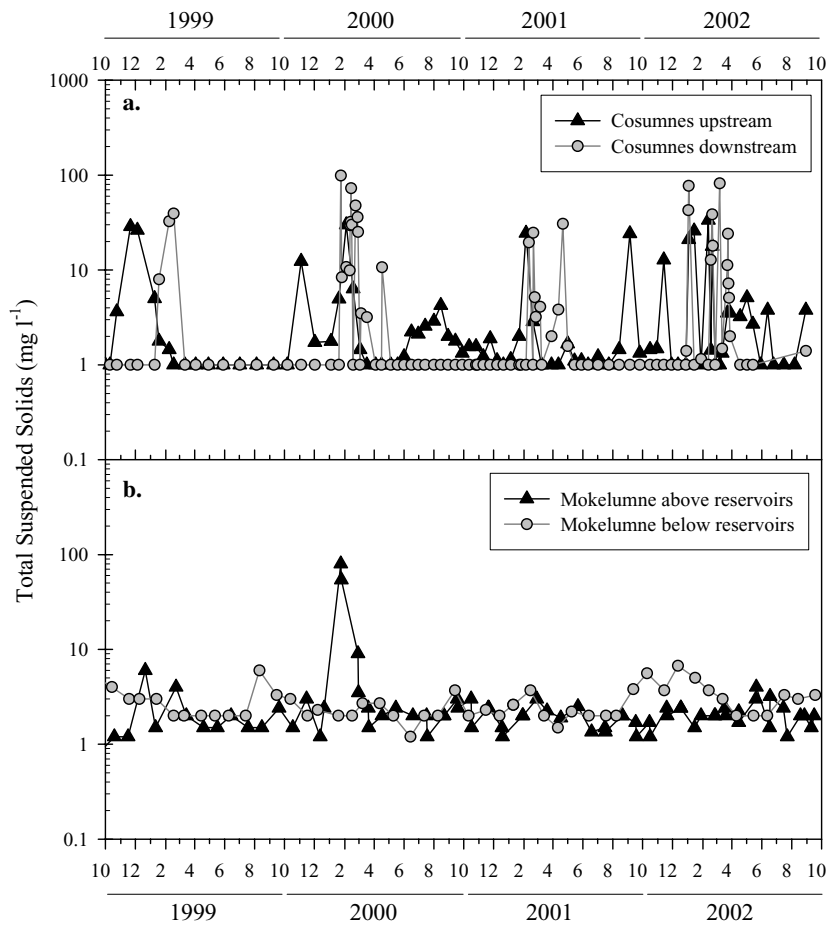 1999 2000 2001 2002
10 12 2 4 6 8 10 12 2 4 6 8 10 12 2 4 6 8 10 12 2 4 6 8 10
a.
Cosumnes upstream
Cosumnes downstream
1000
100
10
1
0.1
Total Suspended Solids (mg l⁻¹)
b.
Mokelumne above reservoirs
Mokelumne below reservoirs
100
10
1
0.1
10 12 2 4 6 8 10 12 2 4 6 8 10 12 2 4 6 8 10 12 2 4 6 8 10
1999 2000 2001 2002